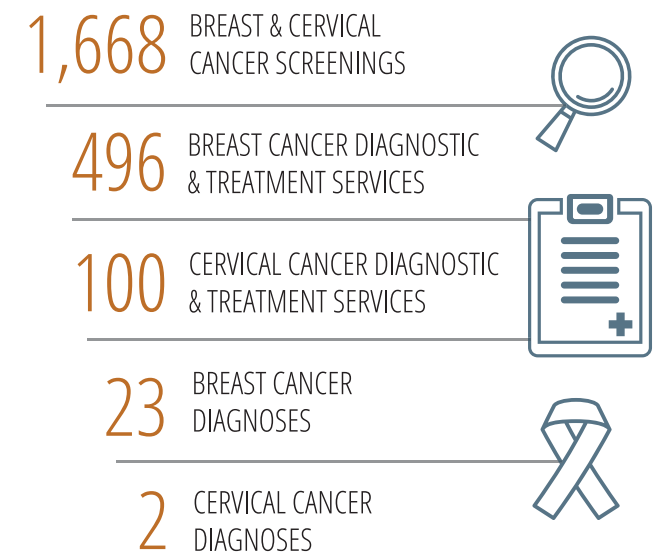 1,668 BREAST & CERVICAL
CANCER SCREENINGS
496 BREAST CANCER DIAGNOSTIC
& TREATMENT SERVICES
100 CERVICAL CANCER DIAGNOSTIC
& TREATMENT SERVICES
23 BREAST CANCER
DIAGNOSES
2 CERVICAL CANCER
DIAGNOSES